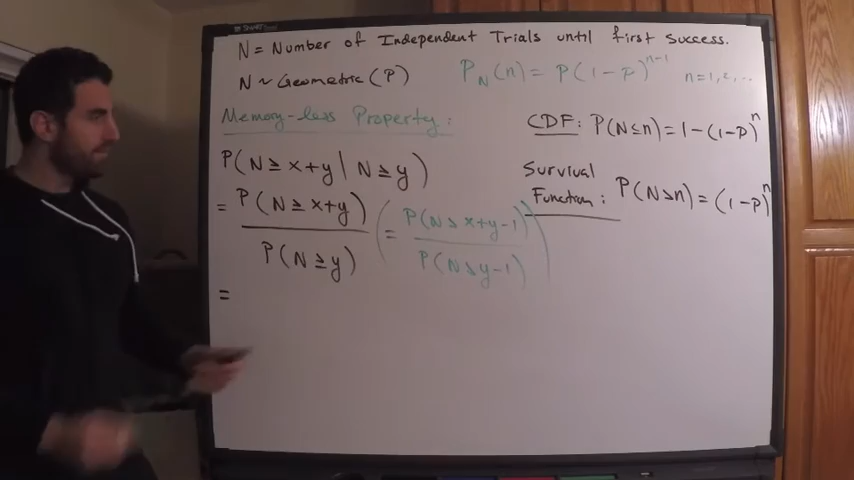 N = Number of Independent Trials until first Success.
N ~ Geometric (P) P_N(n) = P(1-P)^{n-1} n=1,2,...
Memory-less Property:
CDF: P(N≤n) = 1-(1-P)^n
P(N ≥ x+y | N ≥ y)
Survival Function: P(N>n) = (1-P)^n
= P(N ≥ x+y) / P(N ≥ y) ( = P(N > x+y-1) / P(N > y-1) )
=